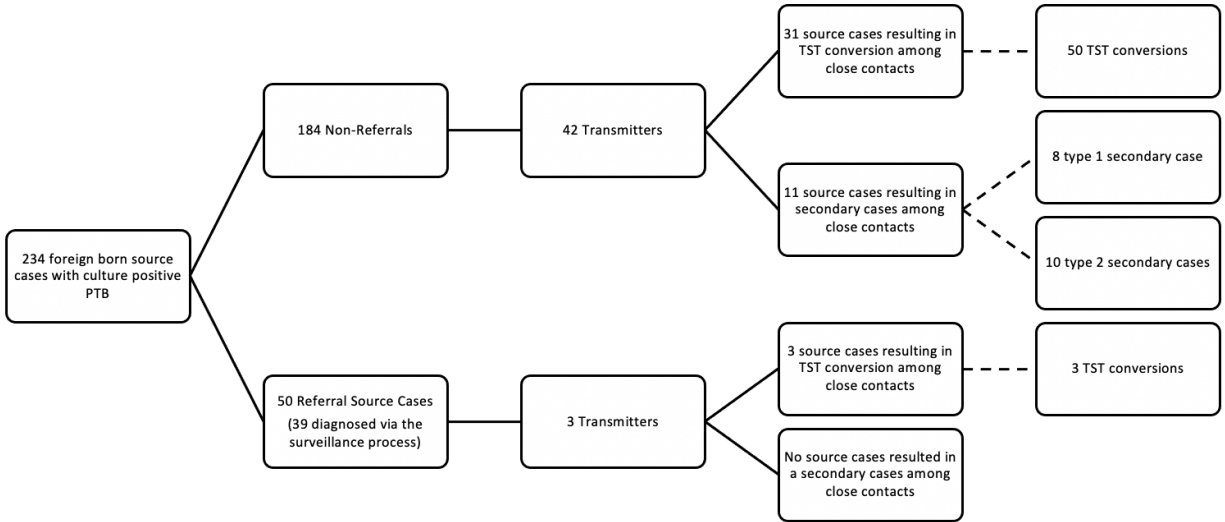 234 foreign born source
cases with culture positive
PTB
184 Non-Referrals
42 Transmitters
31 source cases resulting in
TST conversion among
close contacts
50 TST conversions
11 source cases resulting in
secondary cases among
close contacts
8 type 1 secondary case
10 type 2 secondary cases
50 Referral Source Cases
(39 diagnosed via the
surveillance process)
3 Transmitters
3 source cases resulting in
TST conversion among
close contacts
3 TST conversions
No source cases resulted in
a secondary cases among
close contacts